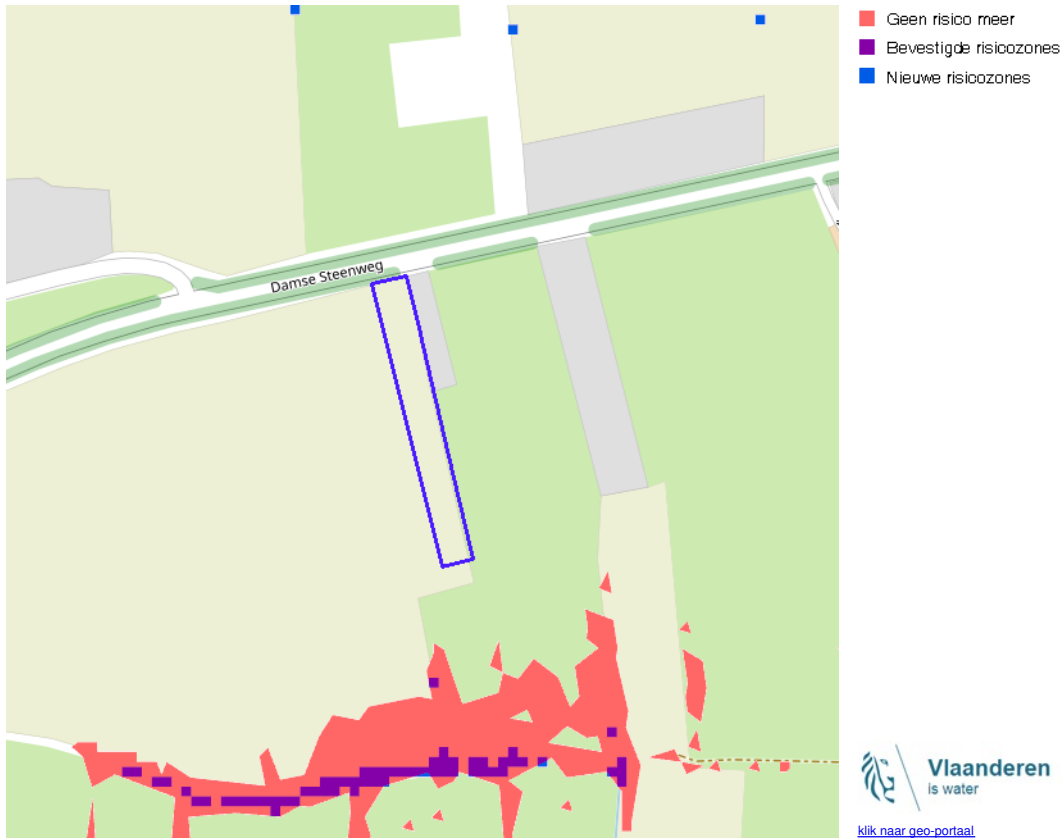 Geen risico meer
Bevestigde risicozones
Nieuwe risicozones
Damse Steenweg
Vlaanderen
is water
klik naar geo-portaal